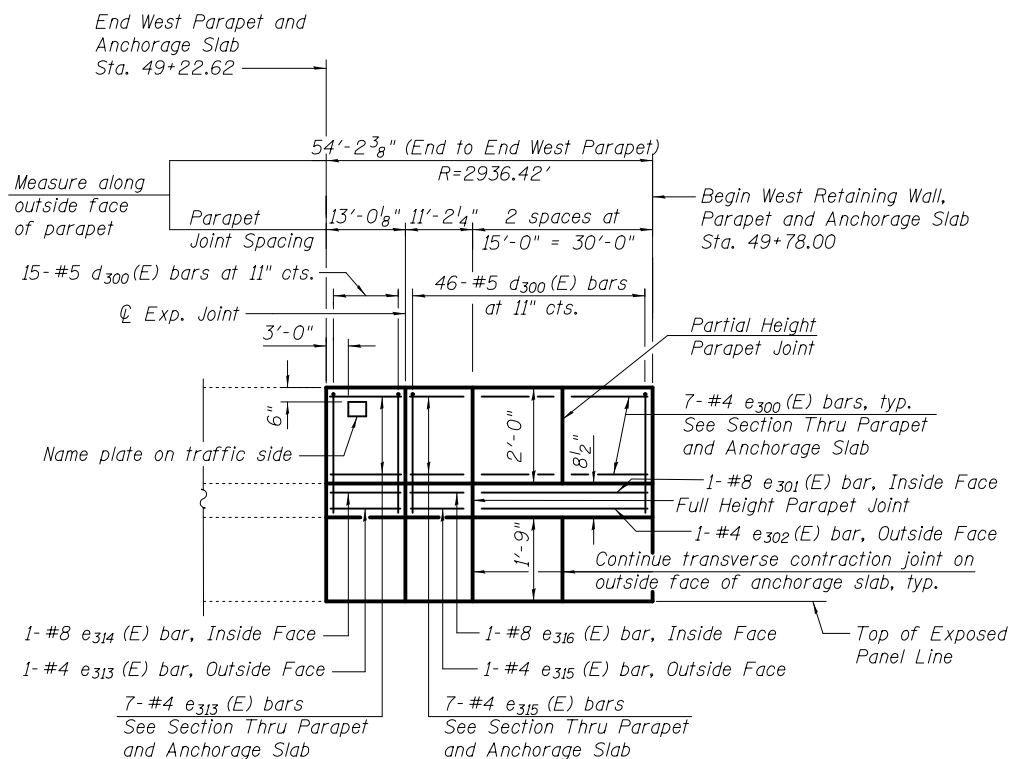 End West Parapet and
Anchorage Slab
Sta. 49+22.62
54'-2 3/8" (End to End West Parapet)
R=2936.42'
Measure along
outside face
of parapet
Parapet
Joint Spacing
13'-0 1/8"
11'-2 1/4"
2 spaces at
15'-0" = 30'-0"
Begin West Retaining Wall,
Parapet and Anchorage Slab
Sta. 49+78.00
15-#5 d300(E) bars at 11" cts.
46-#5 d300(E) bars
at 11" cts.
℄ Exp. Joint
3'-0"
Partial Height
Parapet Joint
6"
2'-0"
8 1/2"
7-#4 e300(E) bars, typ.
See Section Thru Parapet
and Anchorage Slab
Name plate on traffic side
1-#8 e301(E) bar, Inside Face
Full Height Parapet Joint
1-#4 e302(E) bar, Outside Face
1'-9"
Continue transverse contraction joint on
outside face of anchorage slab, typ.
1-#8 e314(E) bar, Inside Face
1-#8 e316(E) bar, Inside Face
Top of Exposed
Panel Line
1-#4 e313(E) bar, Outside Face
1-#4 e315(E) bar, Outside Face
7-#4 e313(E) bars
See Section Thru Parapet
and Anchorage Slab
7-#4 e315(E) bars
See Section Thru Parapet
and Anchorage Slab